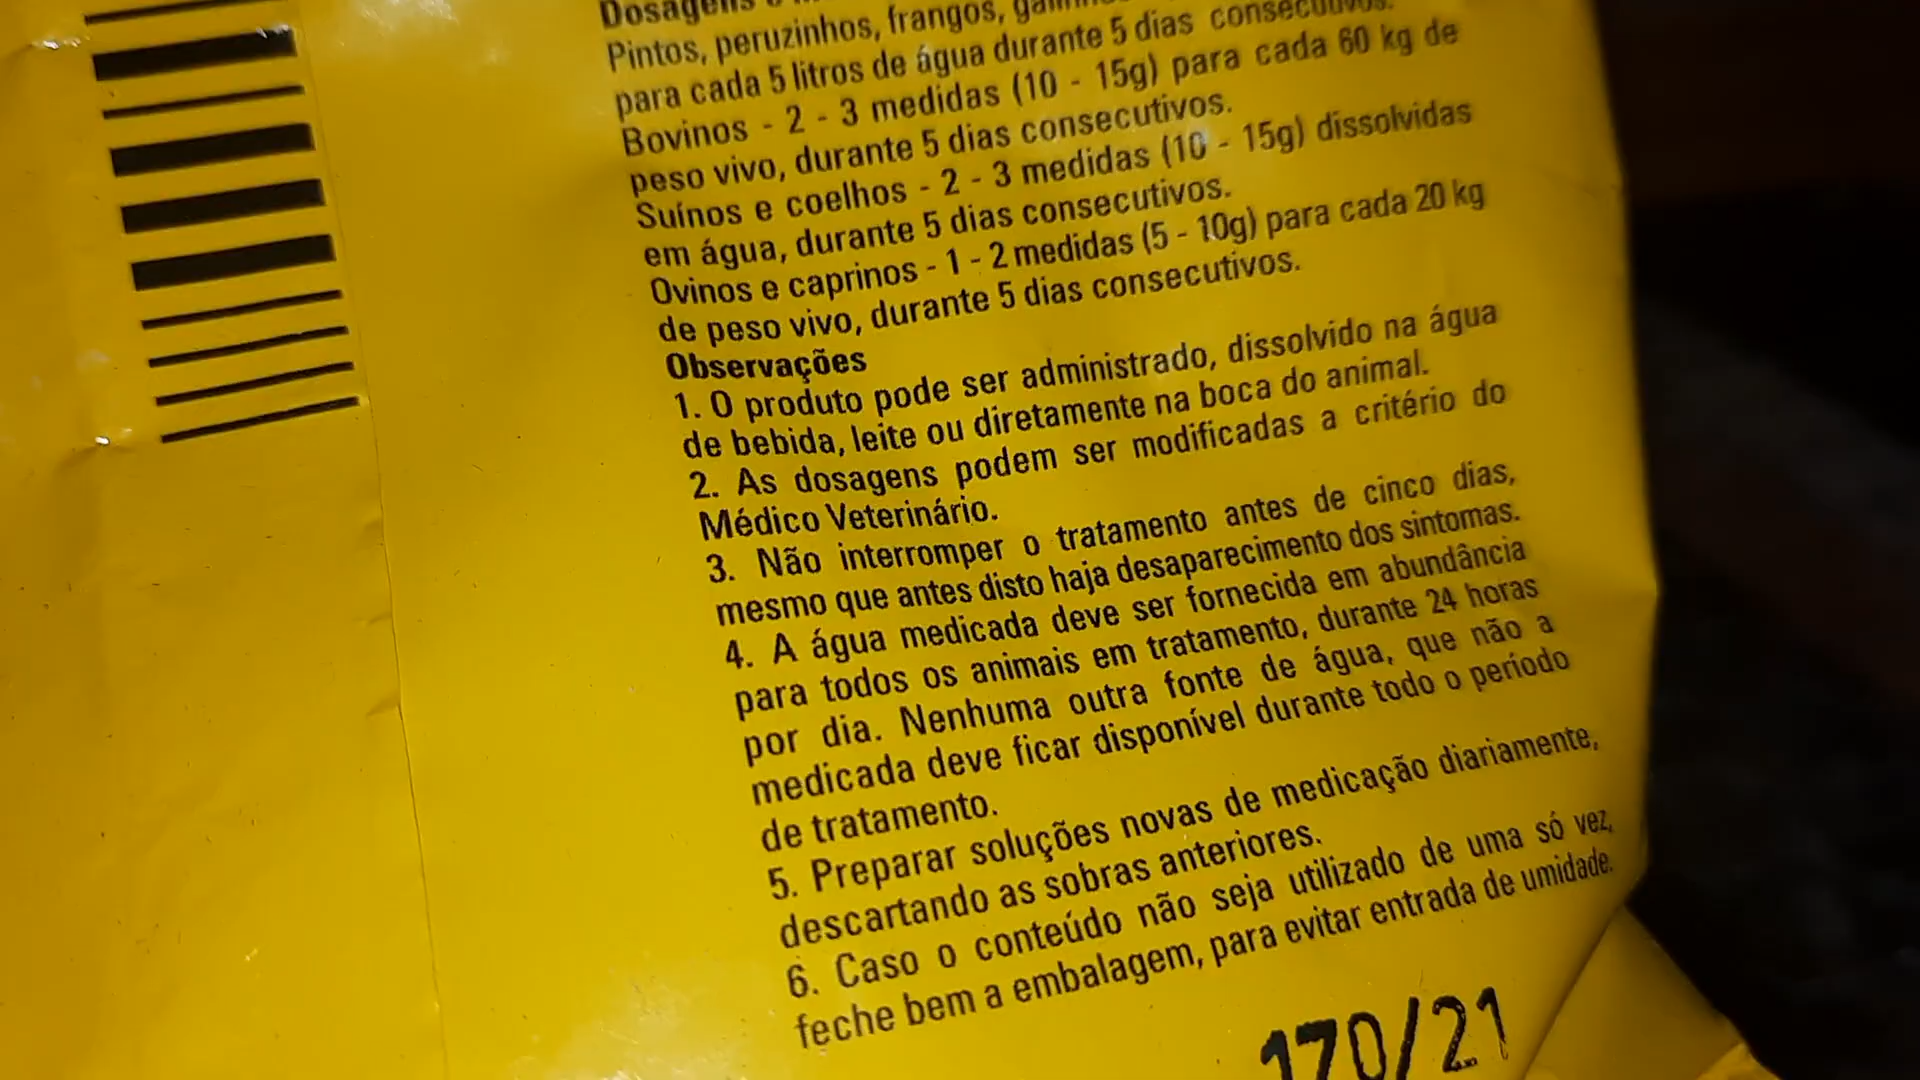 Dosagens
Pintos, peruzinhos, frangos,
para cada 5 litros de água durante 5 dias consecutivos.
Bovinos - 2 - 3 medidas (10 - 15g) para cada 60 kg de
peso vivo, durante 5 dias consecutivos.
Suínos e coelhos - 2 - 3 medidas (10 - 15g) dissolvidas
em água, durante 5 dias consecutivos.
Ovinos e caprinos - 1 - 2 medidas (5 - 10g) para cada 20 kg
de peso vivo, durante 5 dias consecutivos.
Observações
1. O produto pode ser administrado, dissolvido na água
de bebida, leite ou diretamente na boca do animal.
2. As dosagens podem ser modificadas a critério do
Médico Veterinário.
3. Não interromper o tratamento antes de cinco dias,
mesmo que antes disto haja desaparecimento dos sintomas.
4. A água medicada deve ser fornecida em abundância
para todos os animais em tratamento, durante 24 horas
por dia. Nenhuma outra fonte de água, que não a
medicada deve ficar disponível durante todo o período
de tratamento.
5. Preparar soluções novas de medicação diariamente,
descartando as sobras anteriores.
6. Caso o conteúdo não seja utilizado de uma só vez,
feche bem a embalagem, para evitar entrada de umidade.
170/21